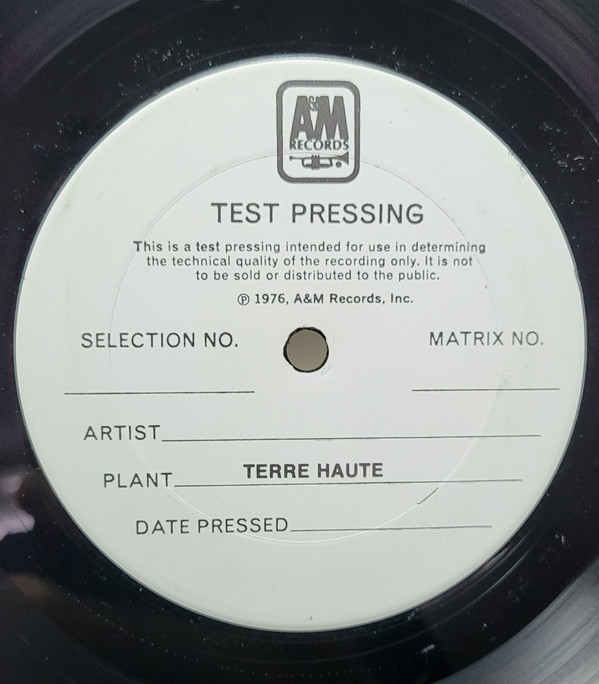 A&M
RECORDS
TEST PRESSING
This is a test pressing intended for use in determining
the technical quality of the recording only. It is not
to be sold or distributed to the public.
℗ 1976, A&M Records, Inc.
SELECTION NO. MATRIX NO.
ARTIST
PLANT TERRE HAUTE
DATE PRESSED